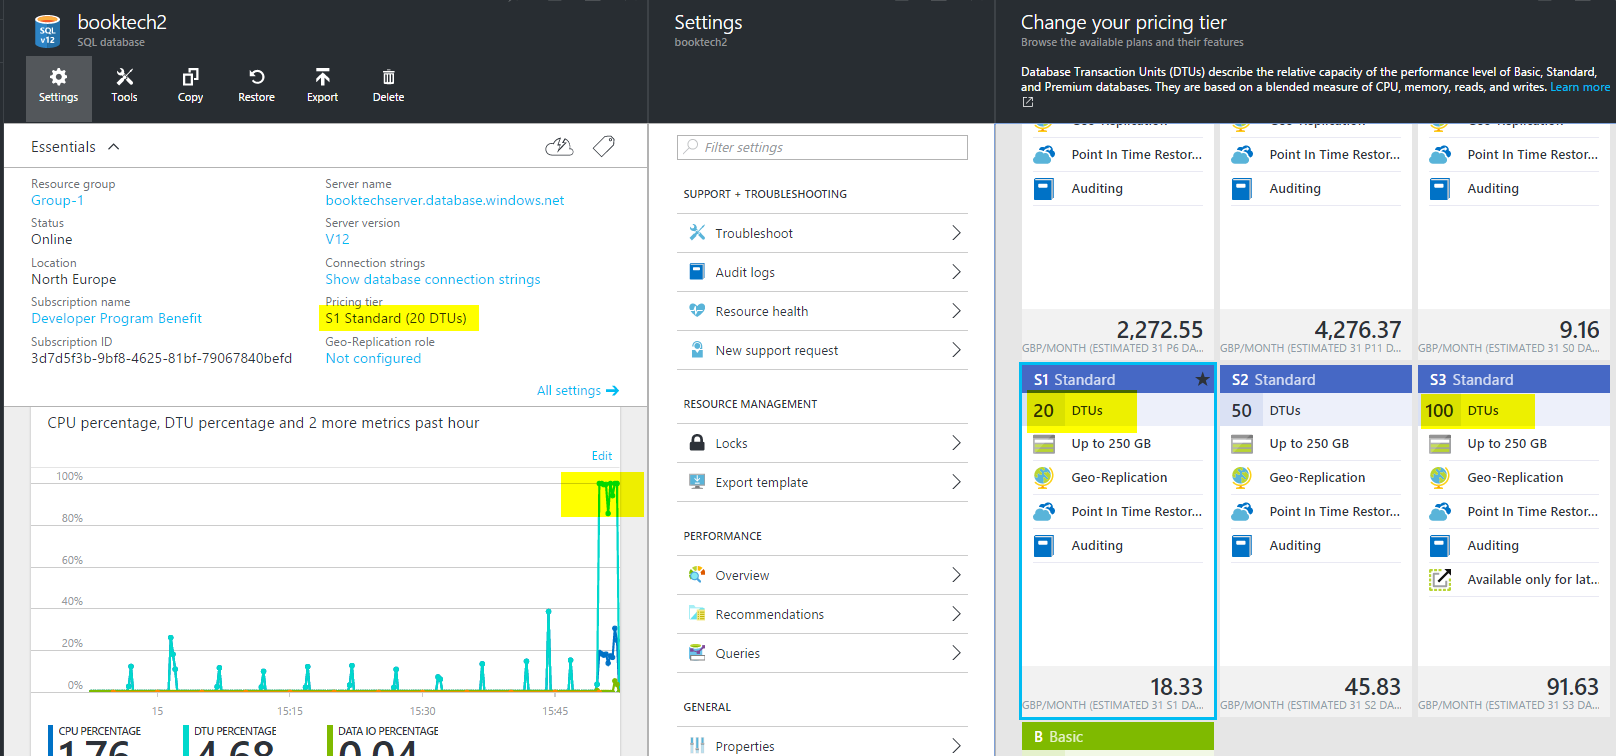 SQL
v12
booktech2
SQL database
Settings
Tools
Copy
Restore
Export
Delete
Essentials
Resource group
Group-1
Status
Online
Location
North Europe
Subscription name
Developer Program Benefit
Subscription ID
3d7d5f3b-9bf8-4625-81bf-79067840befd
Server name
booktechserver.database.windows.net
Server version
V12
Connection strings
Show database connection strings
Pricing tier
S1 Standard (20 DTUs)
Geo-Replication role
Not configured
All settings
CPU percentage, DTU percentage and 2 more metrics past hour
Edit
100%
80%
60%
40%
20%
0%
15
15:15
15:30
15:45
CPU PERCENTAGE
1.76
DTU PERCENTAGE
4.68
DATA IO PERCENTAGE
0.04
Settings
booktech2
Filter settings
SUPPORT + TROUBLESHOOTING
Troubleshoot
Audit logs
Resource health
New support request
RESOURCE MANAGEMENT
Locks
Export template
PERFORMANCE
Overview
Recommendations
Queries
GENERAL
Properties
Change your pricing tier
Browse the available plans and their features
Database Transaction Units (DTUs) describe the relative capacity of the performance level of Basic, Standard,
and Premium databases. They are based on a blended measure of CPU, memory, reads, and writes. Learn more
Geo-Replication
Point In Time Restor...
Auditing
2,272.55
GBP/MONTH (ESTIMATED 31 P6 DA...
Geo-Replication
Point In Time Restor...
Auditing
4,276.37
GBP/MONTH (ESTIMATED 31 P11 D...
Geo-Replication
Point In Time Restor...
Auditing
9.16
GBP/MONTH (ESTIMATED 31 S0 DA...
S1 Standard
20 DTUs
Up to 250 GB
Geo-Replication
Point In Time Restor...
Auditing
18.33
GBP/MONTH (ESTIMATED 31 S1 DA...
S2 Standard
50 DTUs
Up to 250 GB
Geo-Replication
Point In Time Restor...
Auditing
45.83
GBP/MONTH (ESTIMATED 31 S2 DA...
S3 Standard
100 DTUs
Up to 250 GB
Geo-Replication
Point In Time Restor...
Auditing
Available only for lat...
91.63
GBP/MONTH (ESTIMATED 31 S3 DA...
B Basic